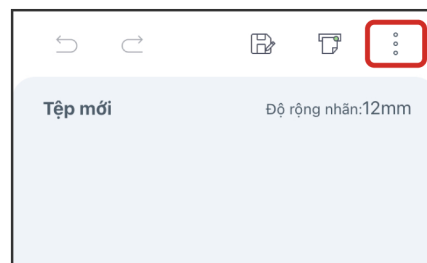 Tệp mới
Độ rộng nhãn:12mm